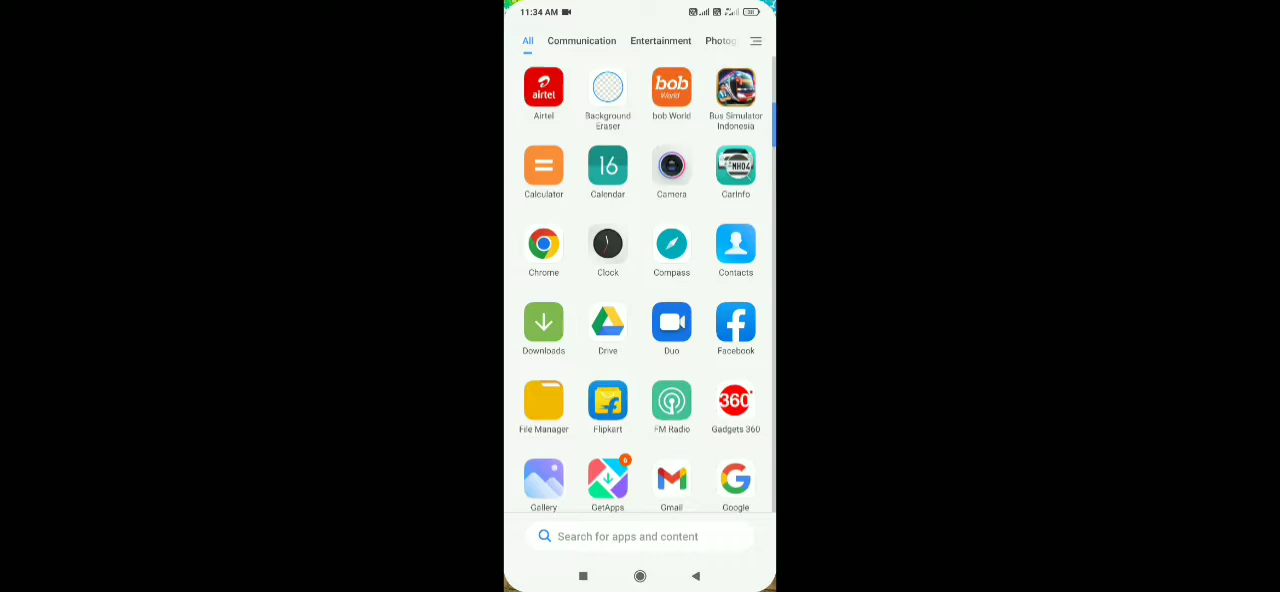 11:34 AM
38
All Communication Entertainment Photog
airtel
bob
World
Airtel
Background
Eraser
bob World
Bus Simulator
Indonesia
16
MH04
Calculator
Calendar
Camera
CarInfo
Chrome
Clock
Compass
Contacts
Downloads
Drive
Duo
Facebook
360
File Manager
Flipkart
FM Radio
Gadgets 360
6
Gallery
GetApps
Gmail
Google
Search for apps and content